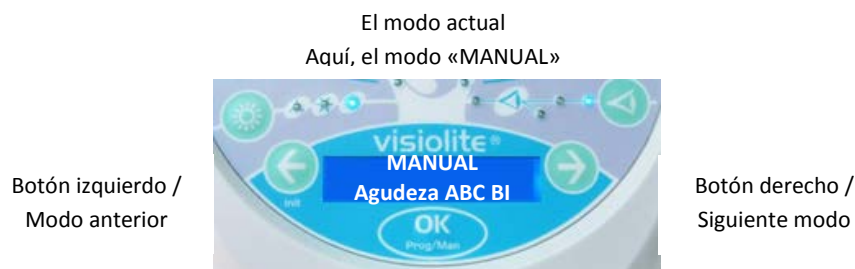 El modo actual
Aquí, el modo «MANUAL»
visiolite®
MANUAL
Agudeza ABC BI
Botón izquierdo /
Modo anterior
Botón derecho /
Siguiente modo
Init
OK
Prog/Man